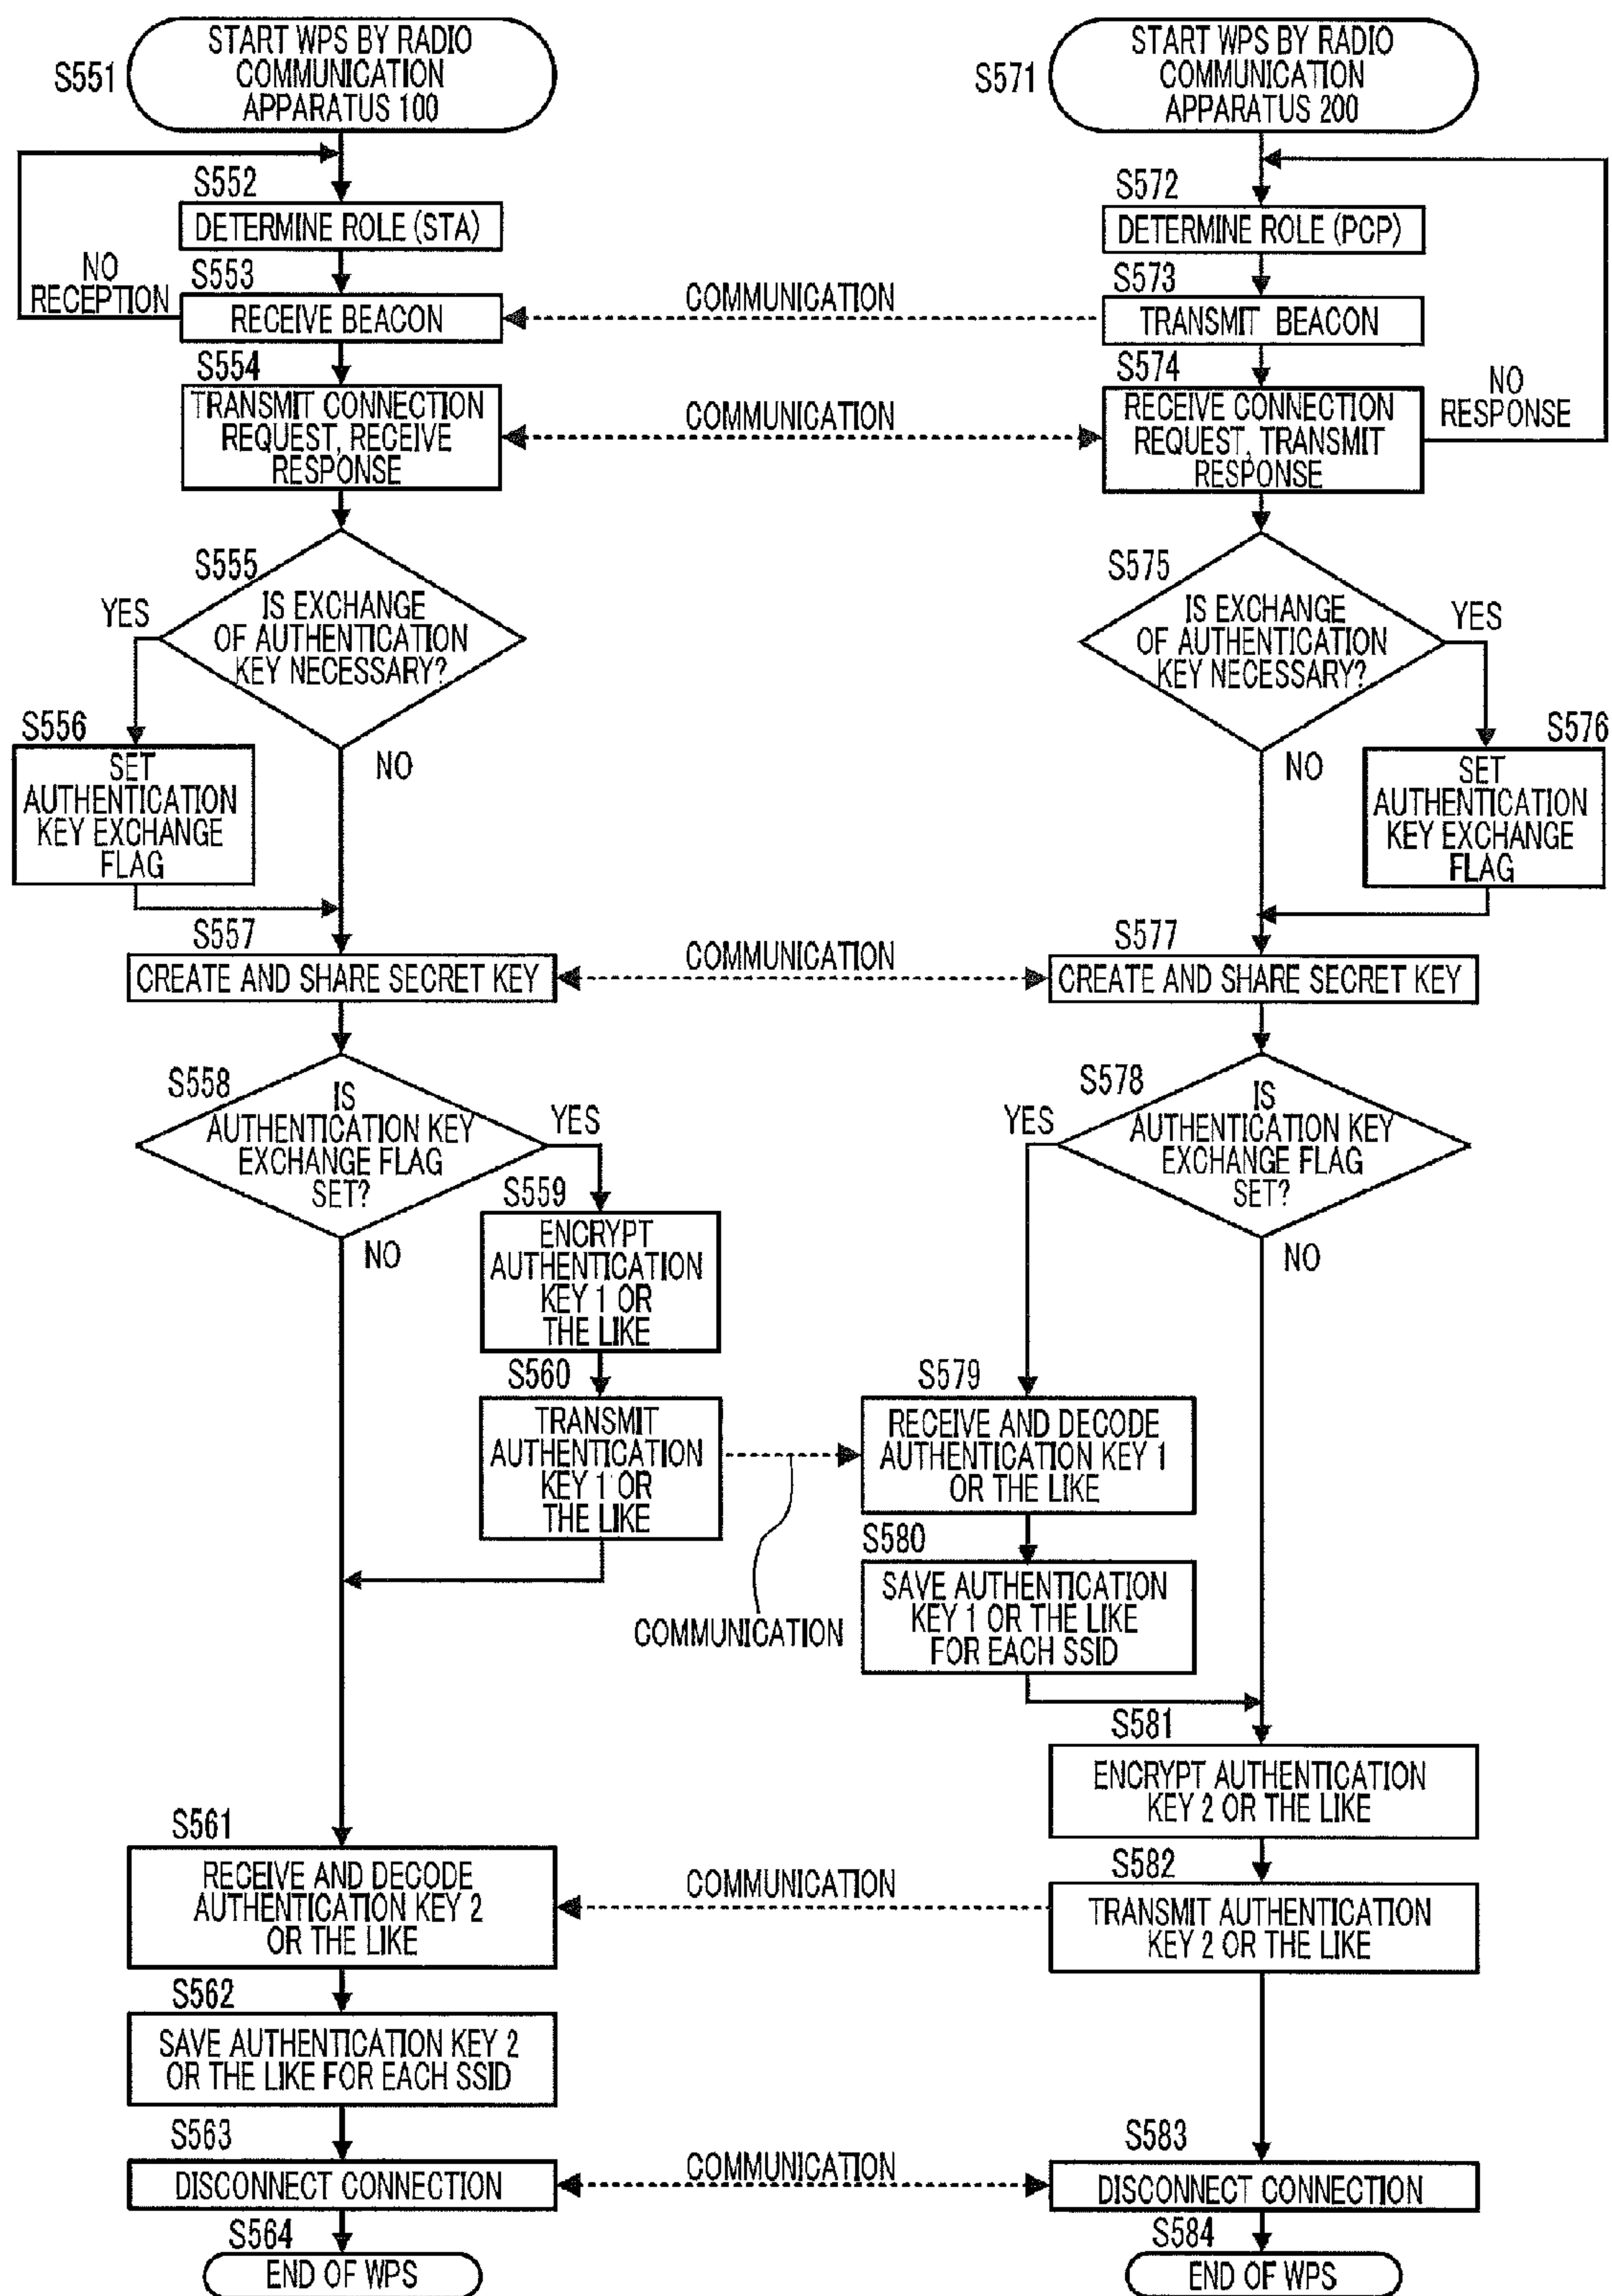 START WPS BY RADIO
COMMUNICATION
APPARATUS 100
S551
S552
DETERMINE ROLE (STA)
NO
RECEPTION
S553
RECEIVE BEACON
S554
TRANSMIT CONNECTION
REQUEST, RECEIVE
RESPONSE
S555
IS EXCHANGE
OF AUTHENTICATION
KEY NECESSARY?
YES
NO
S556
SET
AUTHENTICATION
KEY EXCHANGE
FLAG
S557
CREATE AND SHARE SECRET KEY
S558
IS
AUTHENTICATION KEY
EXCHANGE FLAG
SET?
YES
NO
S559
ENCRYPT
AUTHENTICATION
KEY 1 OR
THE LIKE
S560
TRANSMIT
AUTHENTICATION
KEY 1 OR
THE LIKE
S561
RECEIVE AND DECODE
AUTHENTICATION KEY 2
OR THE LIKE
S562
SAVE AUTHENTICATION KEY 2
OR THE LIKE FOR EACH SSID
S563
DISCONNECT CONNECTION
S564
END OF WPS
COMMUNICATION
COMMUNICATION
COMMUNICATION
COMMUNICATION
COMMUNICATION
COMMUNICATION
START WPS BY RADIO
COMMUNICATION
APPARATUS 200
S571
S572
DETERMINE ROLE (PCP)
S573
TRANSMIT BEACON
S574
RECEIVE CONNECTION
REQUEST, TRANSMIT
RESPONSE
NO
RESPONSE
S575
IS EXCHANGE
OF AUTHENTICATION
KEY NECESSARY?
YES
NO
S576
SET
AUTHENTICATION
KEY EXCHANGE
FLAG
S577
CREATE AND SHARE SECRET KEY
S578
IS
AUTHENTICATION KEY
EXCHANGE FLAG
SET?
YES
NO
S579
RECEIVE AND DECODE
AUTHENTICATION KEY 1
OR THE LIKE
S580
SAVE AUTHENTICATION
KEY 1 OR THE LIKE
FOR EACH SSID
S581
ENCRYPT AUTHENTICATION
KEY 2 OR THE LIKE
S582
TRANSMIT AUTHENTICATION
KEY 2 OR THE LIKE
S583
DISCONNECT CONNECTION
S584
END OF WPS